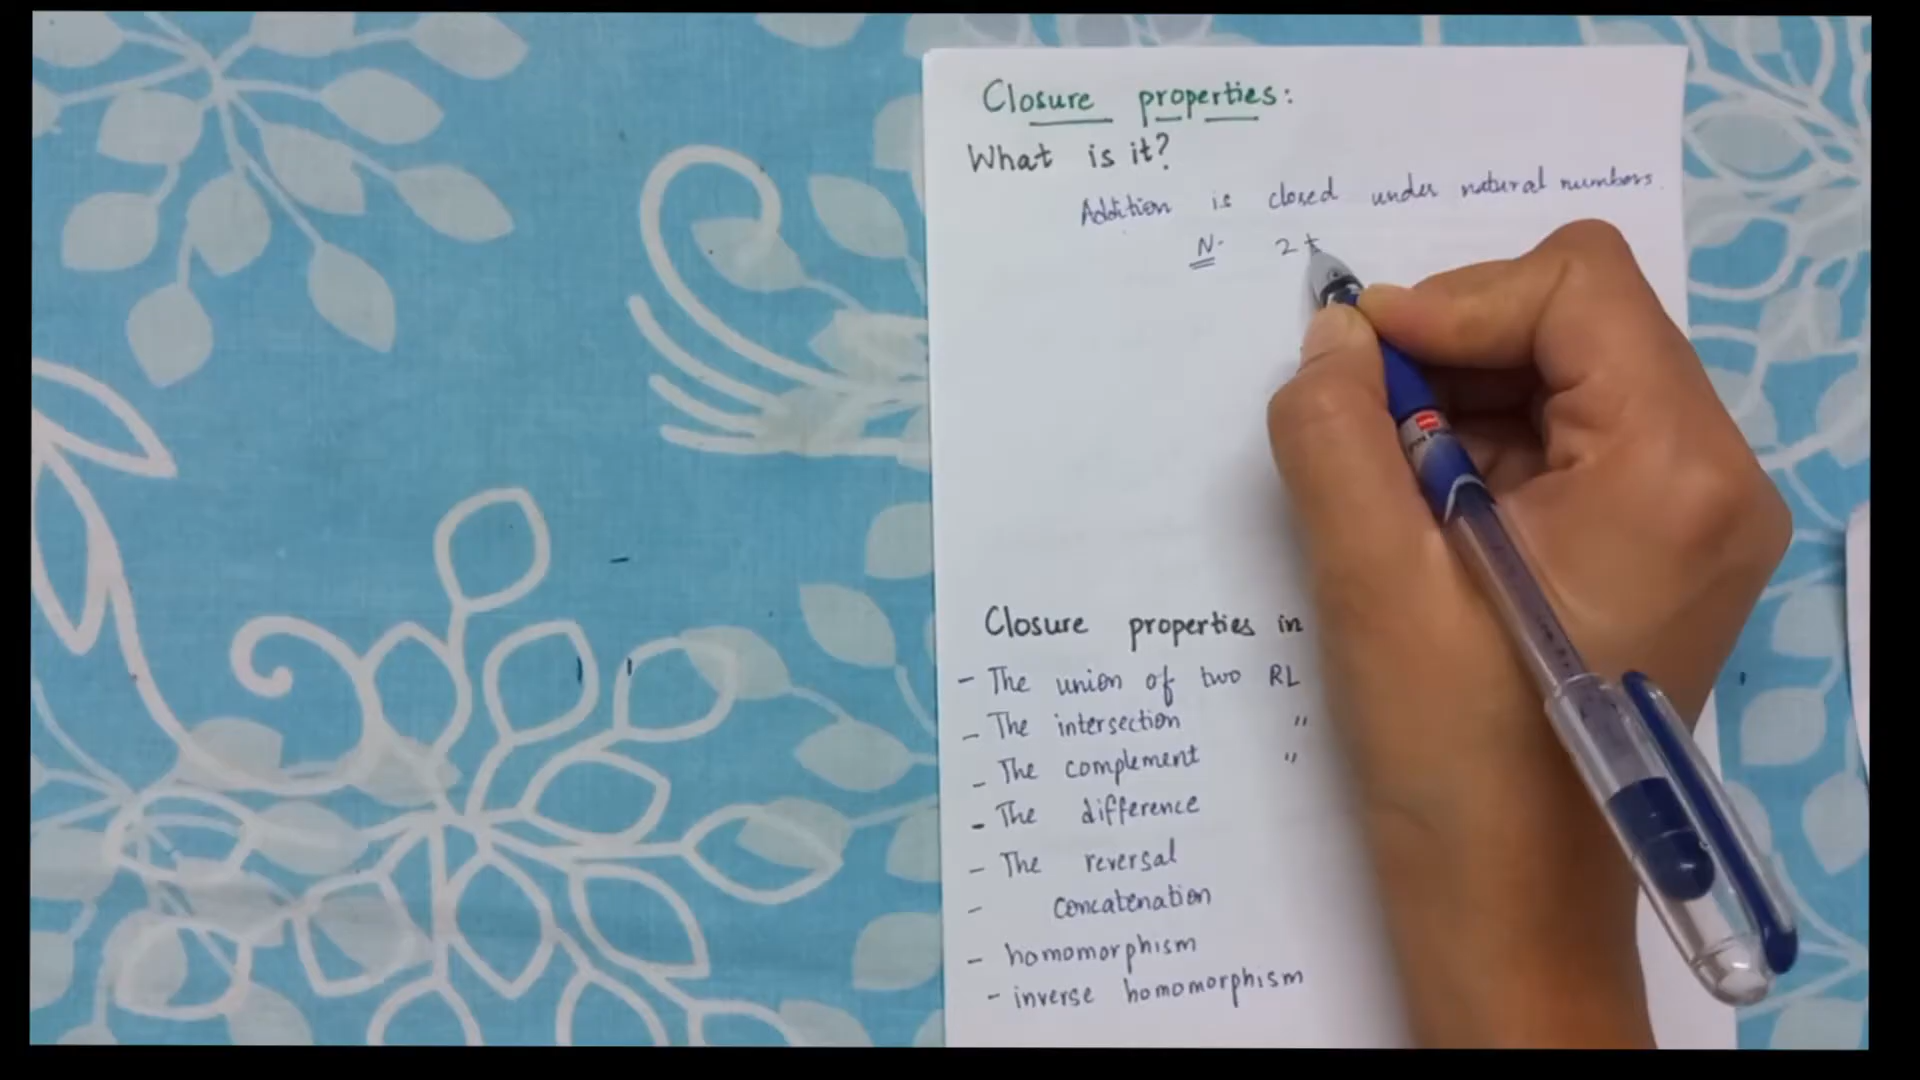 Closure properties:
What is it?
Addition is closed under natural numbers.
N. 2 +
Closure properties in
- The union of two RL
- The intersection "
- The complement "
- The difference
- The reversal
- concatenation
- homomorphism
- inverse homomorphism